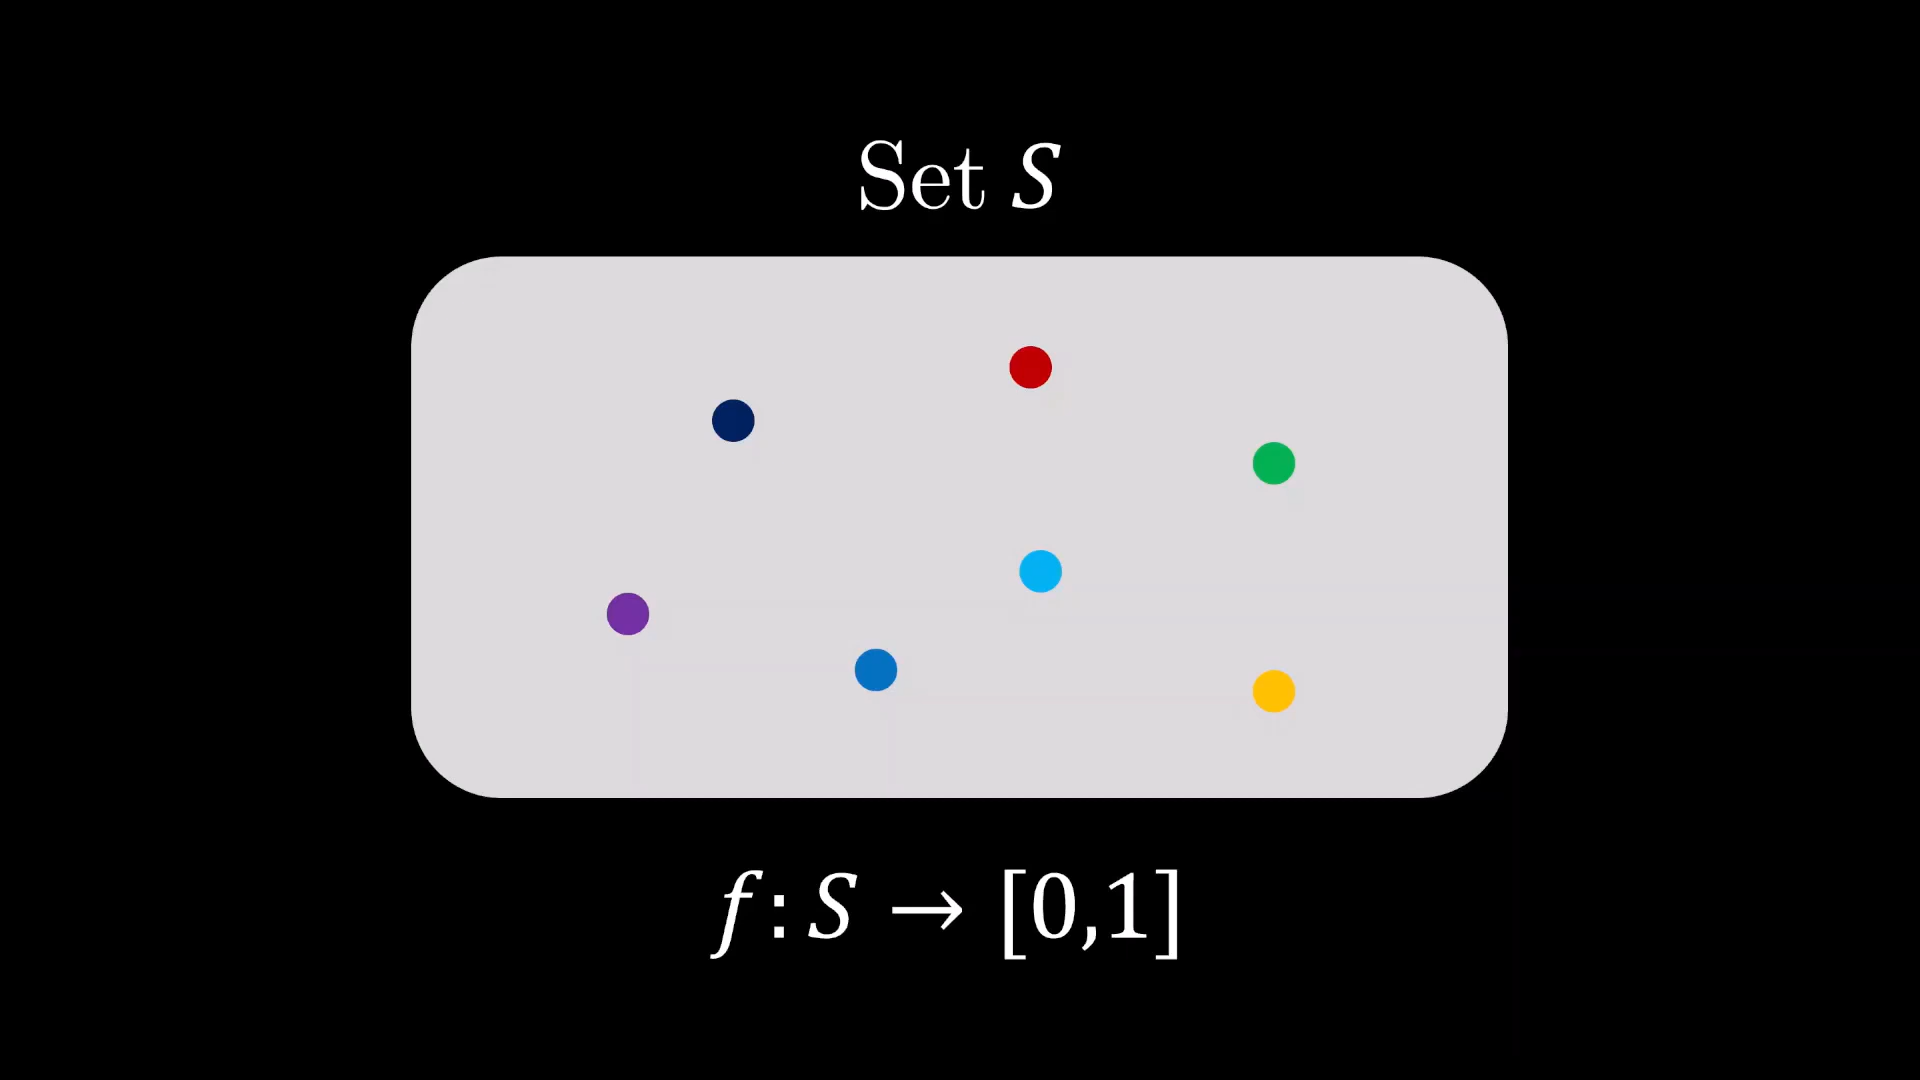 Set S
f: S → [0,1]